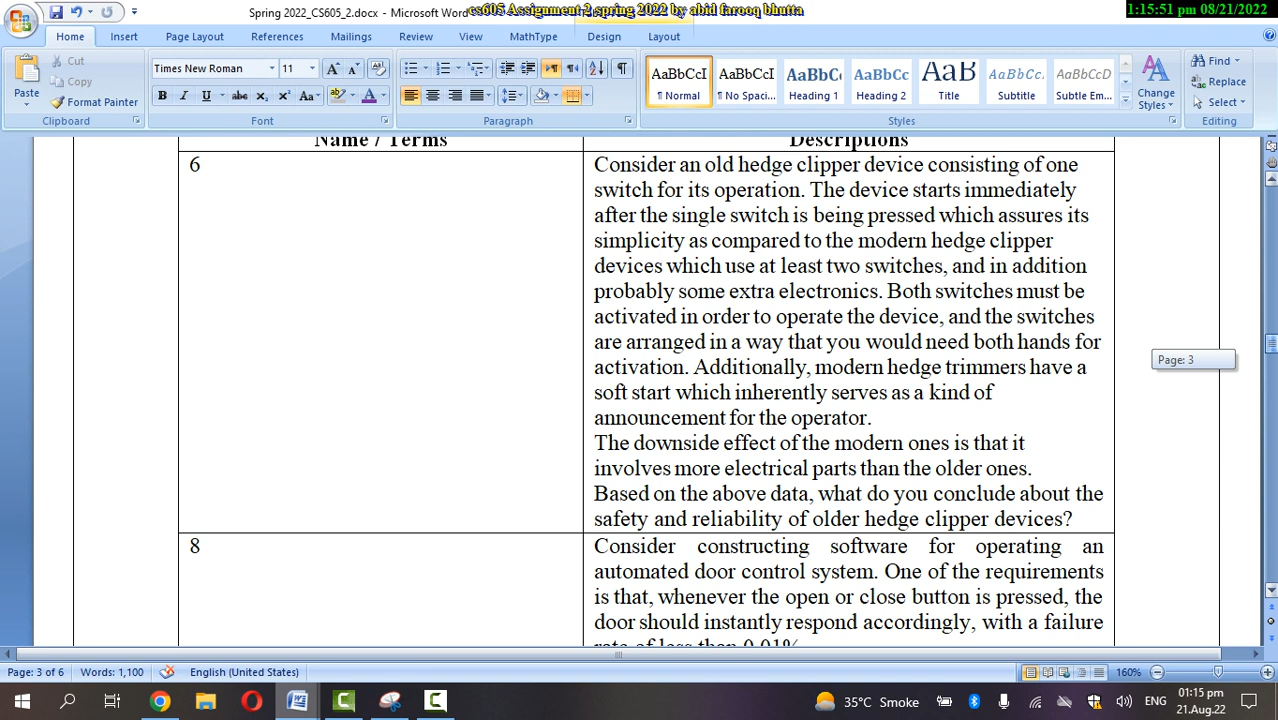 Spring 2022_CS605_2.docx - Microsoft Word
cs605 Assignment 2 spring 2022 by abid farooq bhutta
1:15:51 pm 08/21/2022
Home Insert Page Layout References Mailings Review View MathType Design Layout
Paste
Cut
Copy
Format Painter
Clipboard
Times New Roman 11
Font
Paragraph
AaBbCcI AaBbCcI AaBbC AaBbCc AaB AaBbCc AaBbCcD
¶ Normal ¶ No Spaci... Heading 1 Heading 2 Title Subtitle Subtle Em...
Change Styles
Styles
Find
Replace
Select
Editing
Name / Terms Descriptions
6
Consider an old hedge clipper device consisting of one
switch for its operation. The device starts immediately
after the single switch is being pressed which assures its
simplicity as compared to the modern hedge clipper
devices which use at least two switches, and in addition
probably some extra electronics. Both switches must be
activated in order to operate the device, and the switches
are arranged in a way that you would need both hands for
activation. Additionally, modern hedge trimmers have a
soft start which inherently serves as a kind of
announcement for the operator.
The downside effect of the modern ones is that it
involves more electrical parts than the older ones.
Based on the above data, what do you conclude about the
safety and reliability of older hedge clipper devices?
8
Consider constructing software for operating an
automated door control system. One of the requirements
is that, whenever the open or close button is pressed, the
door should instantly respond accordingly, with a failure
rate of less than 0.01%
Page: 3
Page: 3 of 6 Words: 1,100 English (United States) 160%
35°C Smoke ENG 01:15 pm
21.Aug.22